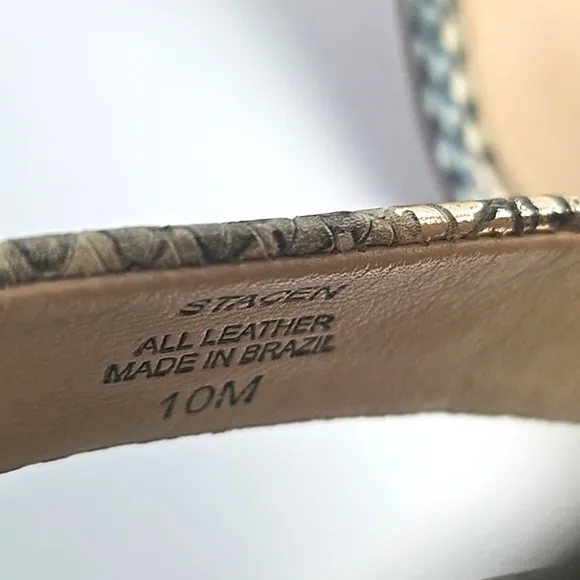 STACEN
ALL LEATHER
MADE IN BRAZIL
10M